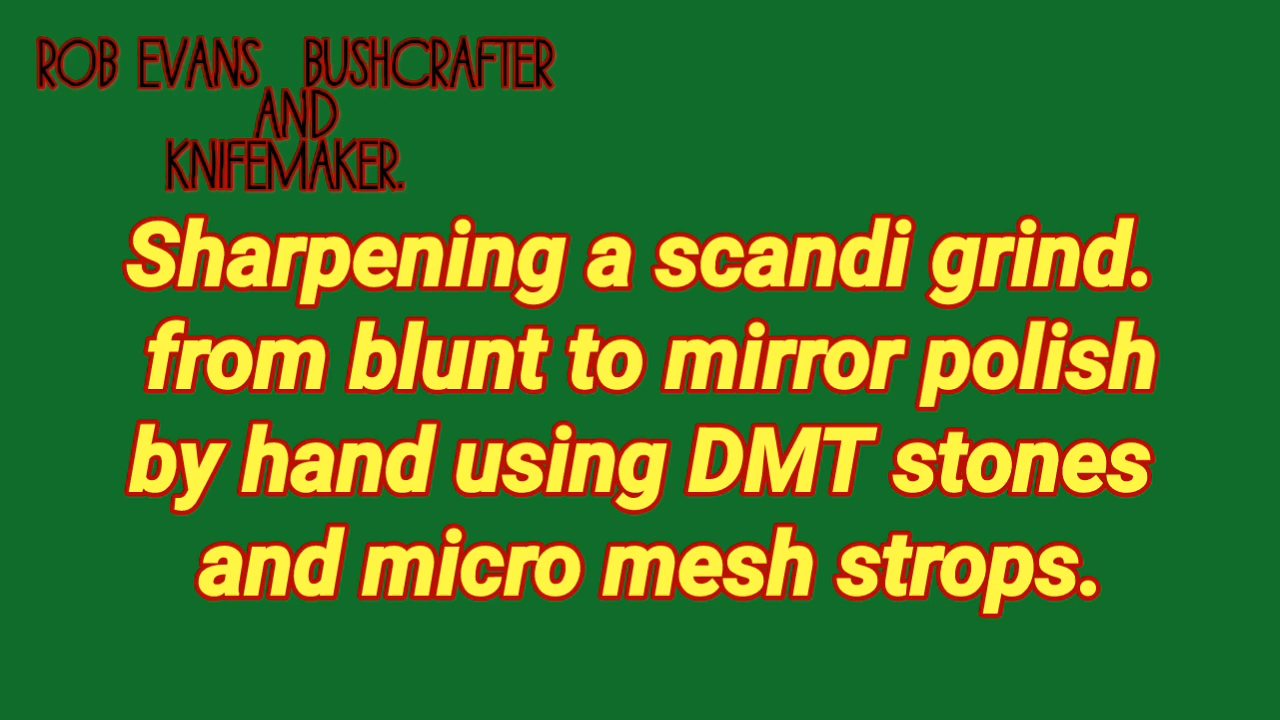 ROB EVANS BUSHCRAFTER
AND
KNIFEMAKER.
Sharpening a scandi grind.
from blunt to mirror polish
by hand using DMT stones
and micro mesh strops.